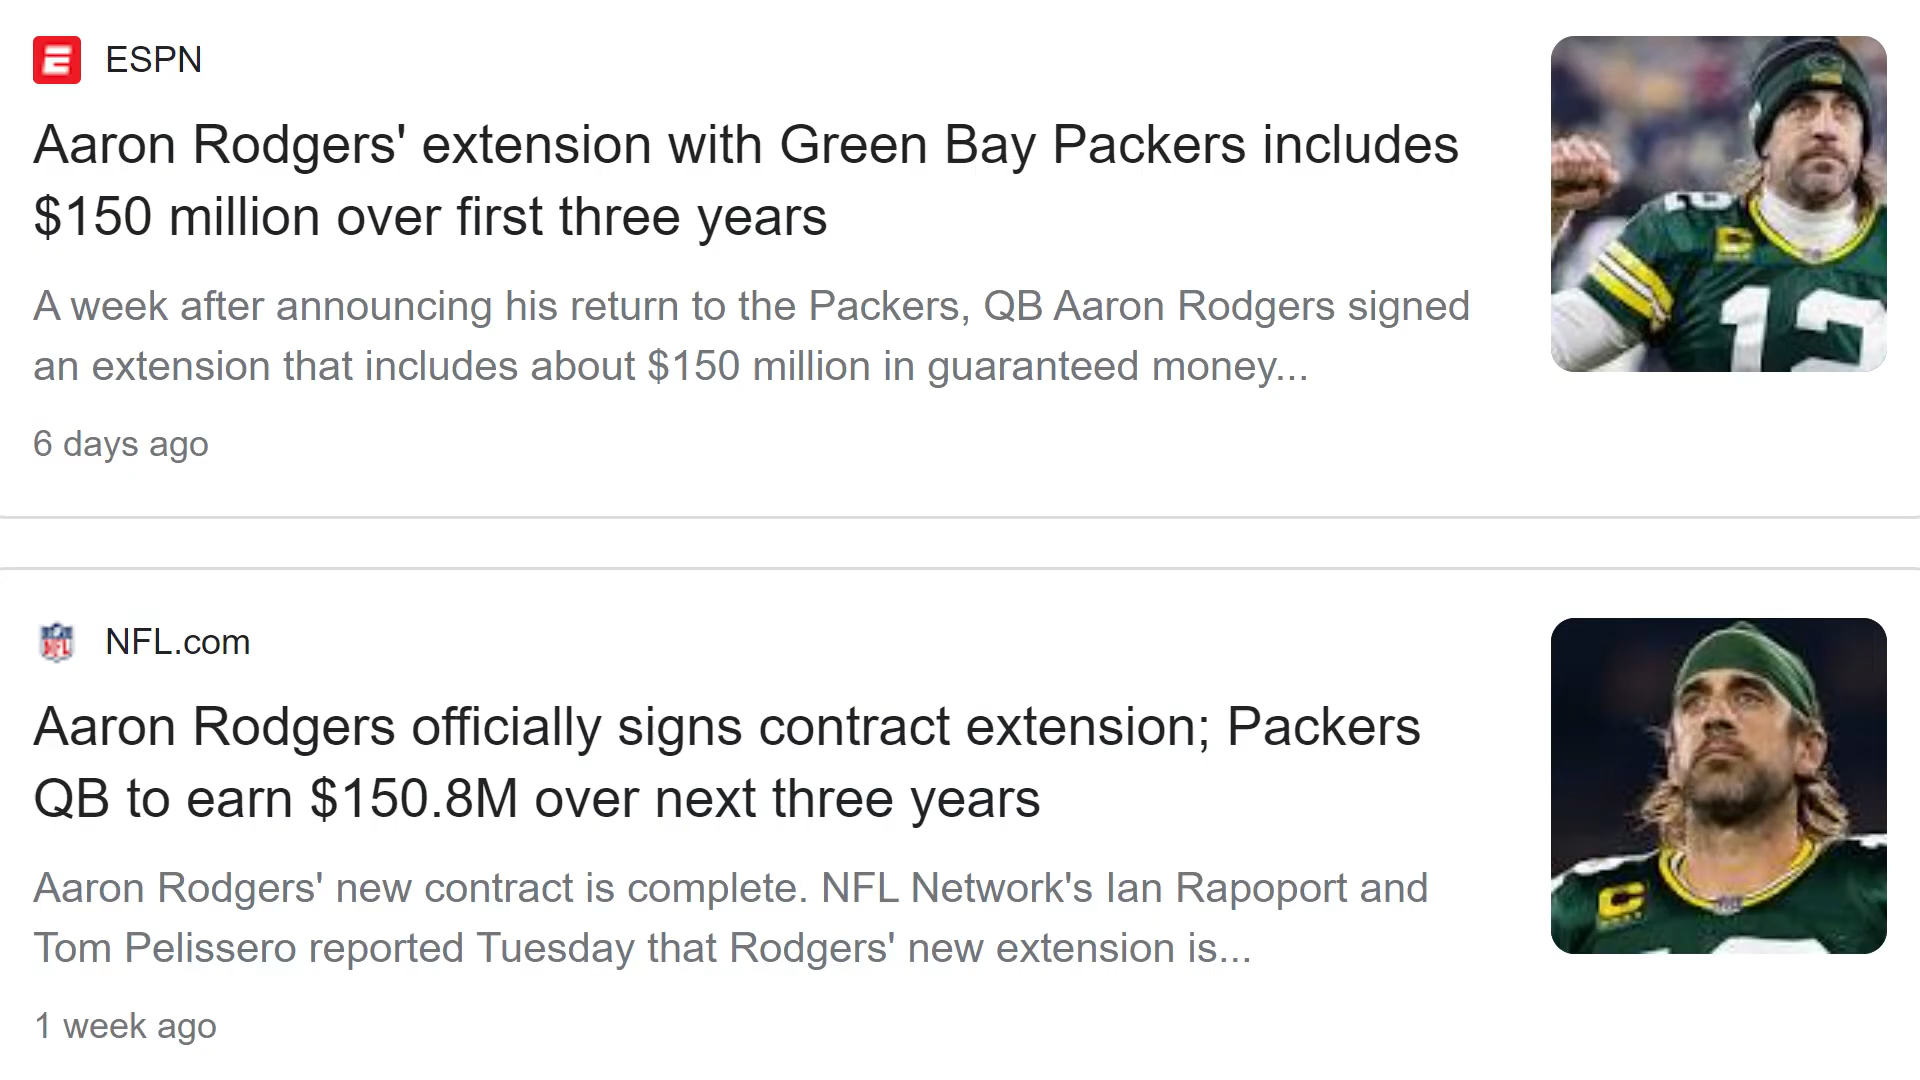 ESPN
Aaron Rodgers' extension with Green Bay Packers includes
$150 million over first three years
A week after announcing his return to the Packers, QB Aaron Rodgers signed
an extension that includes about $150 million in guaranteed money...
6 days ago
12
C
NFL
NFL.com
Aaron Rodgers officially signs contract extension; Packers
QB to earn $150.8M over next three years
Aaron Rodgers' new contract is complete. NFL Network's Ian Rapoport and
Tom Pelissero reported Tuesday that Rodgers' new extension is...
1 week ago
C